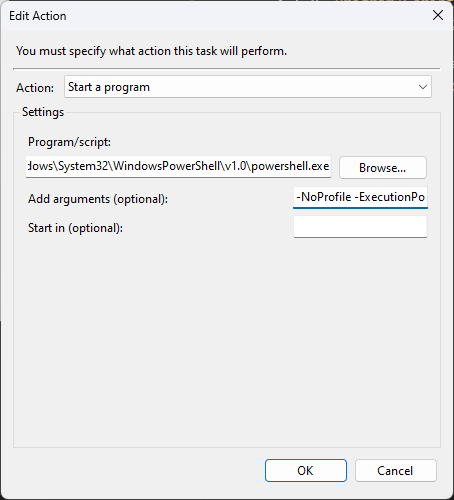 Edit Action
You must specify what action this task will perform.
Action: Start a program
Settings
Program/script:
dows\System32\WindowsPowerShell\v1.0\powershell.exe Browse...
Add arguments (optional): -NoProfile -ExecutionPo
Start in (optional):
OK Cancel